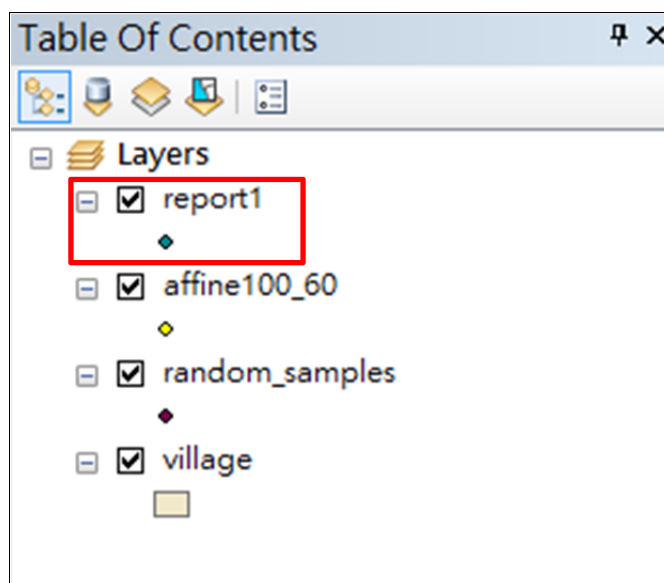 Table Of Contents
Layers
report1
affine100_60
random_samples
village